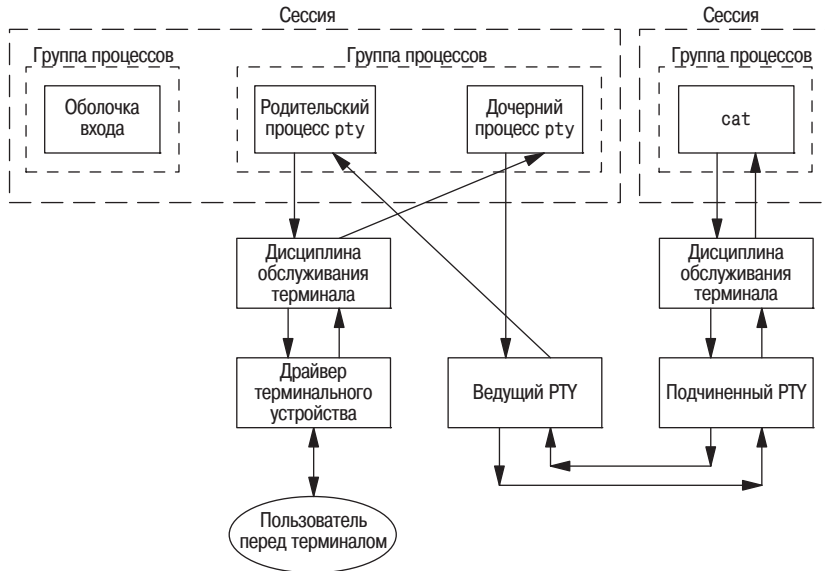 Сессия
Сессия
Группа процессов
Группа процессов
Группа процессов
Оболочка
входа
Родительский
процесс pty
Дочерний
процесс pty
cat
Дисциплина
обслуживания
терминала
Дисциплина
обслуживания
терминала
Драйвер
терминального
устройства
Ведущий PTY
Подчиненный PTY
Пользователь
перед терминалом